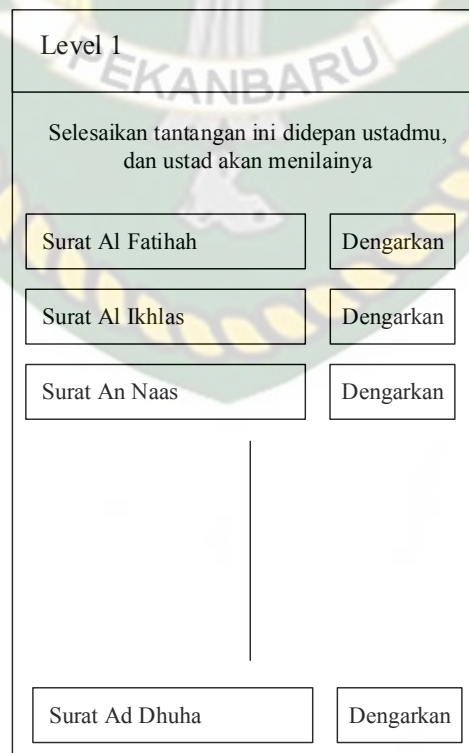 Level 1
PEKANBARU
Selesaikan tantangan ini didepan ustadmu,
dan ustad akan menilainya
Surat Al Fatihah
Dengarkan
Surat Al Ikhlas
Dengarkan
Surat An Naas
Dengarkan
Surat Ad Dhuha
Dengarkan